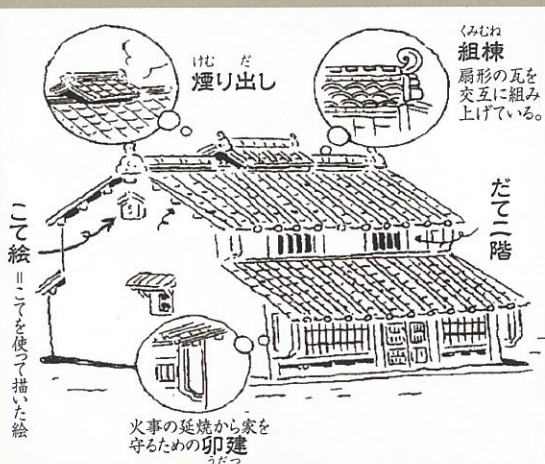 けむ だ
煙り出し
くみむね
組棟
扇形の瓦を
交互に組み
上げている。
だて二階
こて絵
=こてを使って描いた絵
火事の延焼から家を
守るための卯建
うだつ